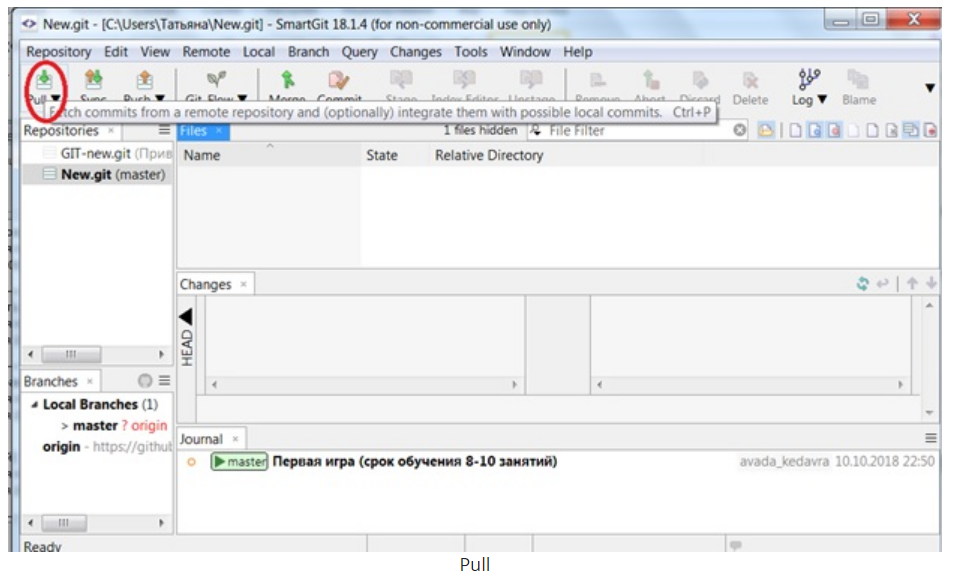 New.git - [C:\Users\Татьяна\New.git] - SmartGit 18.1.4 (for non-commercial use only)
Repository Edit View Remote Local Branch Query Changes Tools Window Help
Pull Sync Push Git-Flow Merge Commit Stage Index Editor Unstage Remove Abort Discard Delete Log Blame
Fetch commits from a remote repository and (optionally) integrate them with possible local commits. Ctrl+P
Repositories Files 1 files hidden File Filter
GIT-new.git (Прив
Name State Relative Directory
New.git (master)
Changes
HEAD
Branches
Local Branches (1)
> master ? origin
origin - https://githu
Journal
master Первая игра (срок обучения 8-10 занятий) avada_kedavra 10.10.2018 22:50
Ready
Pull